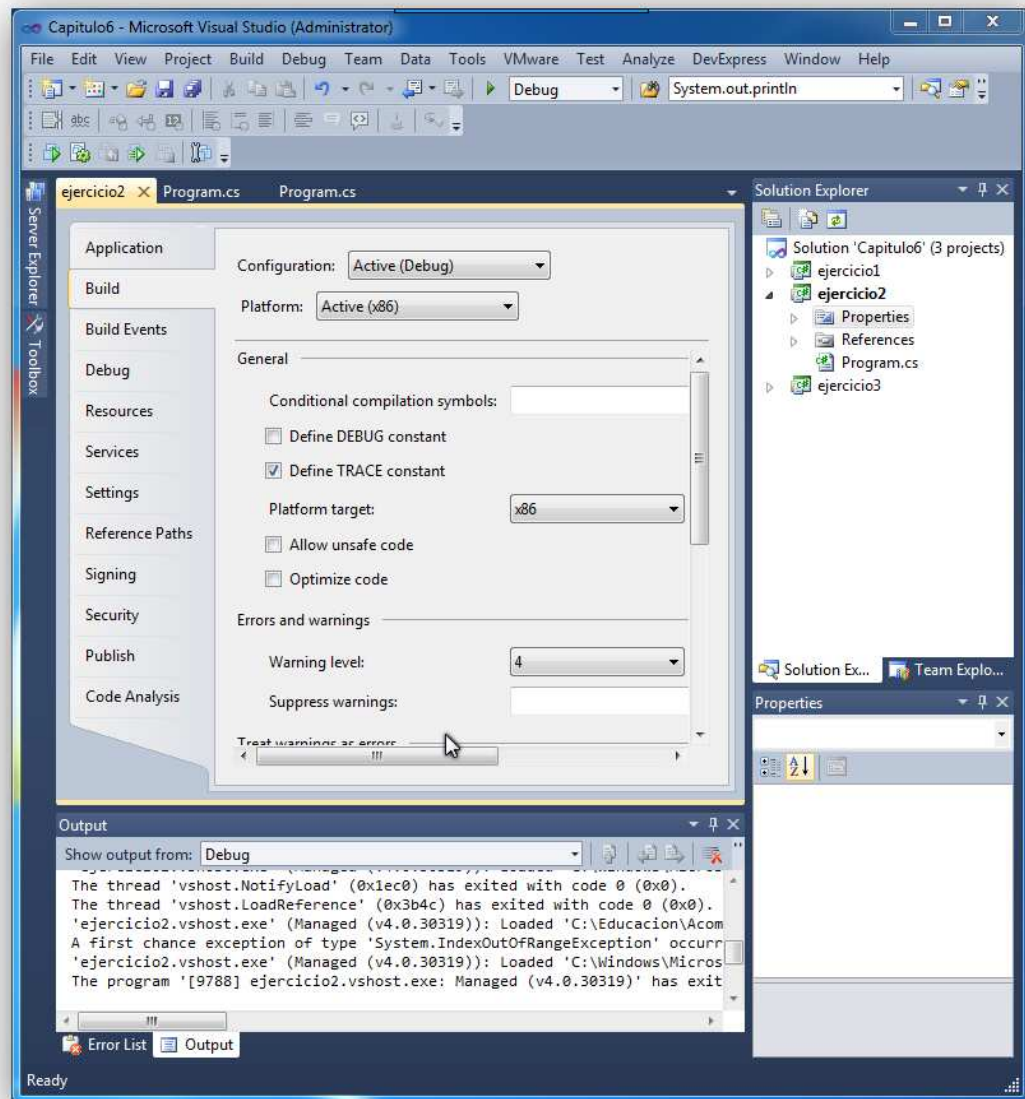 Capitulo6 - Microsoft Visual Studio (Administrator)
File Edit View Project Build Debug Team Data Tools VMware Test Analyze DevExpress Window Help
Debug System.out.println
abc
Server Explorer
Toolbox
ejercicio2 Program.cs Program.cs
Application
Build
Build Events
Debug
Resources
Services
Settings
Reference Paths
Signing
Security
Publish
Code Analysis
Configuration: Active (Debug)
Platform: Active (x86)
General
Conditional compilation symbols:
Define DEBUG constant
Define TRACE constant
Platform target: x86
Allow unsafe code
Optimize code
Errors and warnings
Warning level: 4
Suppress warnings:
Treat warnings as errors
Solution Explorer
Solution 'Capitulo6' (3 projects)
ejercicio1
ejercicio2
Properties
References
Program.cs
ejercicio3
Solution Ex... Team Explo...
Properties
Output
Show output from: Debug
The thread 'vshost.NotifyLoad' (0x1ec0) has exited with code 0 (0x0).
The thread 'vshost.LoadReference' (0x3b4c) has exited with code 0 (0x0).
'ejercicio2.vshost.exe' (Managed (v4.0.30319)): Loaded 'C:\Educacion\Acom
A first chance exception of type 'System.IndexOutOfRangeException' occurr
'ejercicio2.vshost.exe' (Managed (v4.0.30319)): Loaded 'C:\Windows\Micros
The program '[9788] ejercicio2.vshost.exe: Managed (v4.0.30319)' has exit
Error List Output
Ready